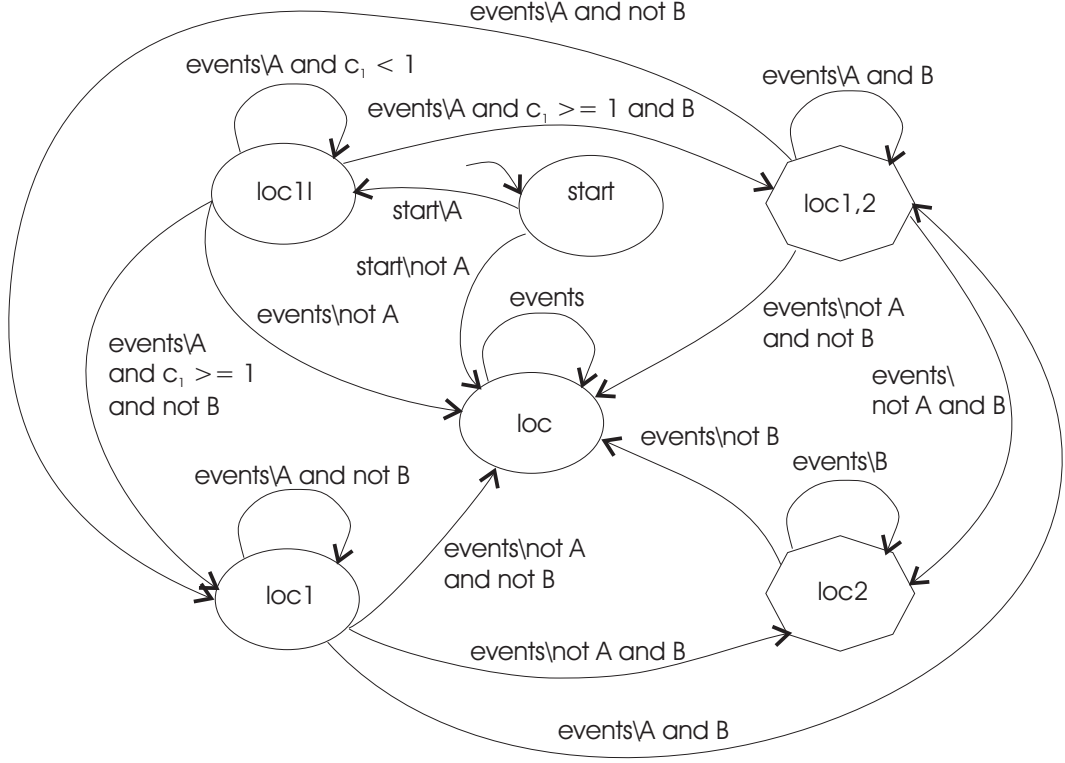 events\A and not B
events\A and c₁ < 1
events\A and B
events\A and c₁ >= 1 and B
loc1l
start
loc1,2
start\A
start\not A
events
events\not A
events\not A
and not B
events\A
and c₁ >= 1
and not B
events\
not A and B
loc
events\not B
events\B
events\A and not B
events\not A
and not B
loc1
loc2
events\not A and B
events\A and B